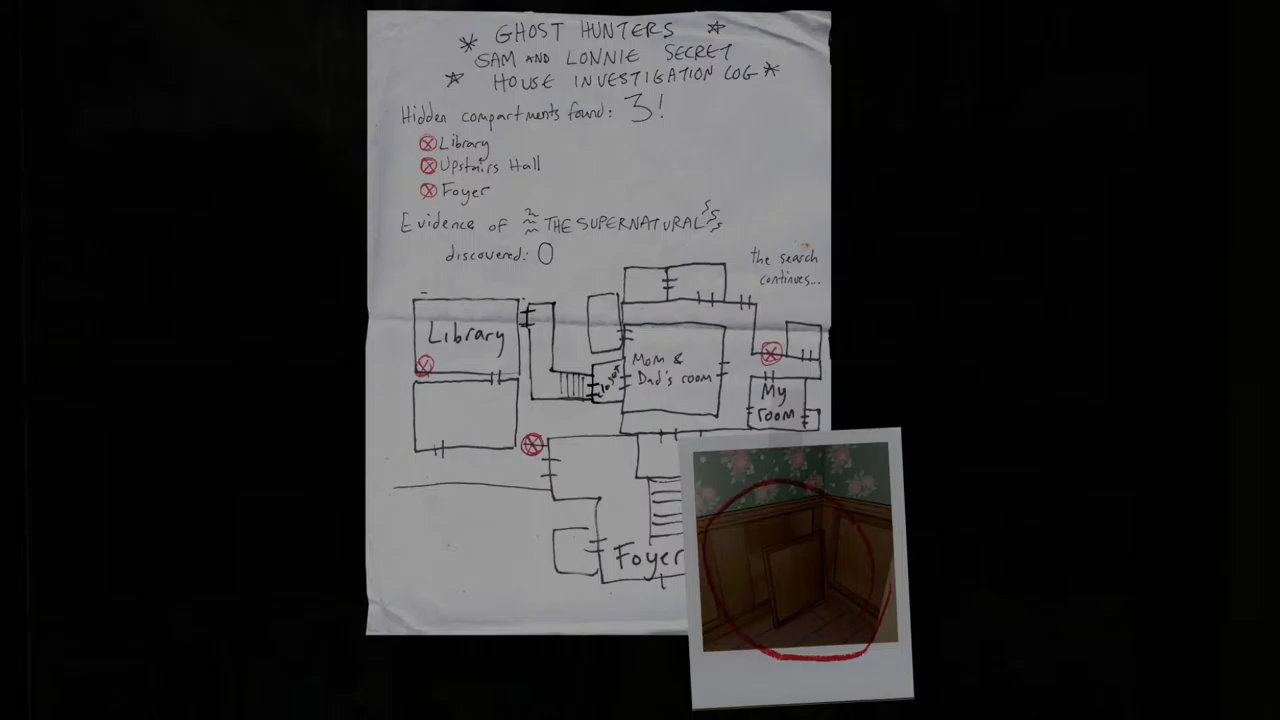 GHOST HUNTERS
SAM AND LONNIE SECRET
HOUSE INVESTIGATION LOG
Hidden compartments found: 3!
Library
Upstairs Hall
Foyer
Evidence of THE SUPERNATURAL
discovered: 0
the search
continues...
Library
Mom &
Dad's room
closet
My
room
Foyer